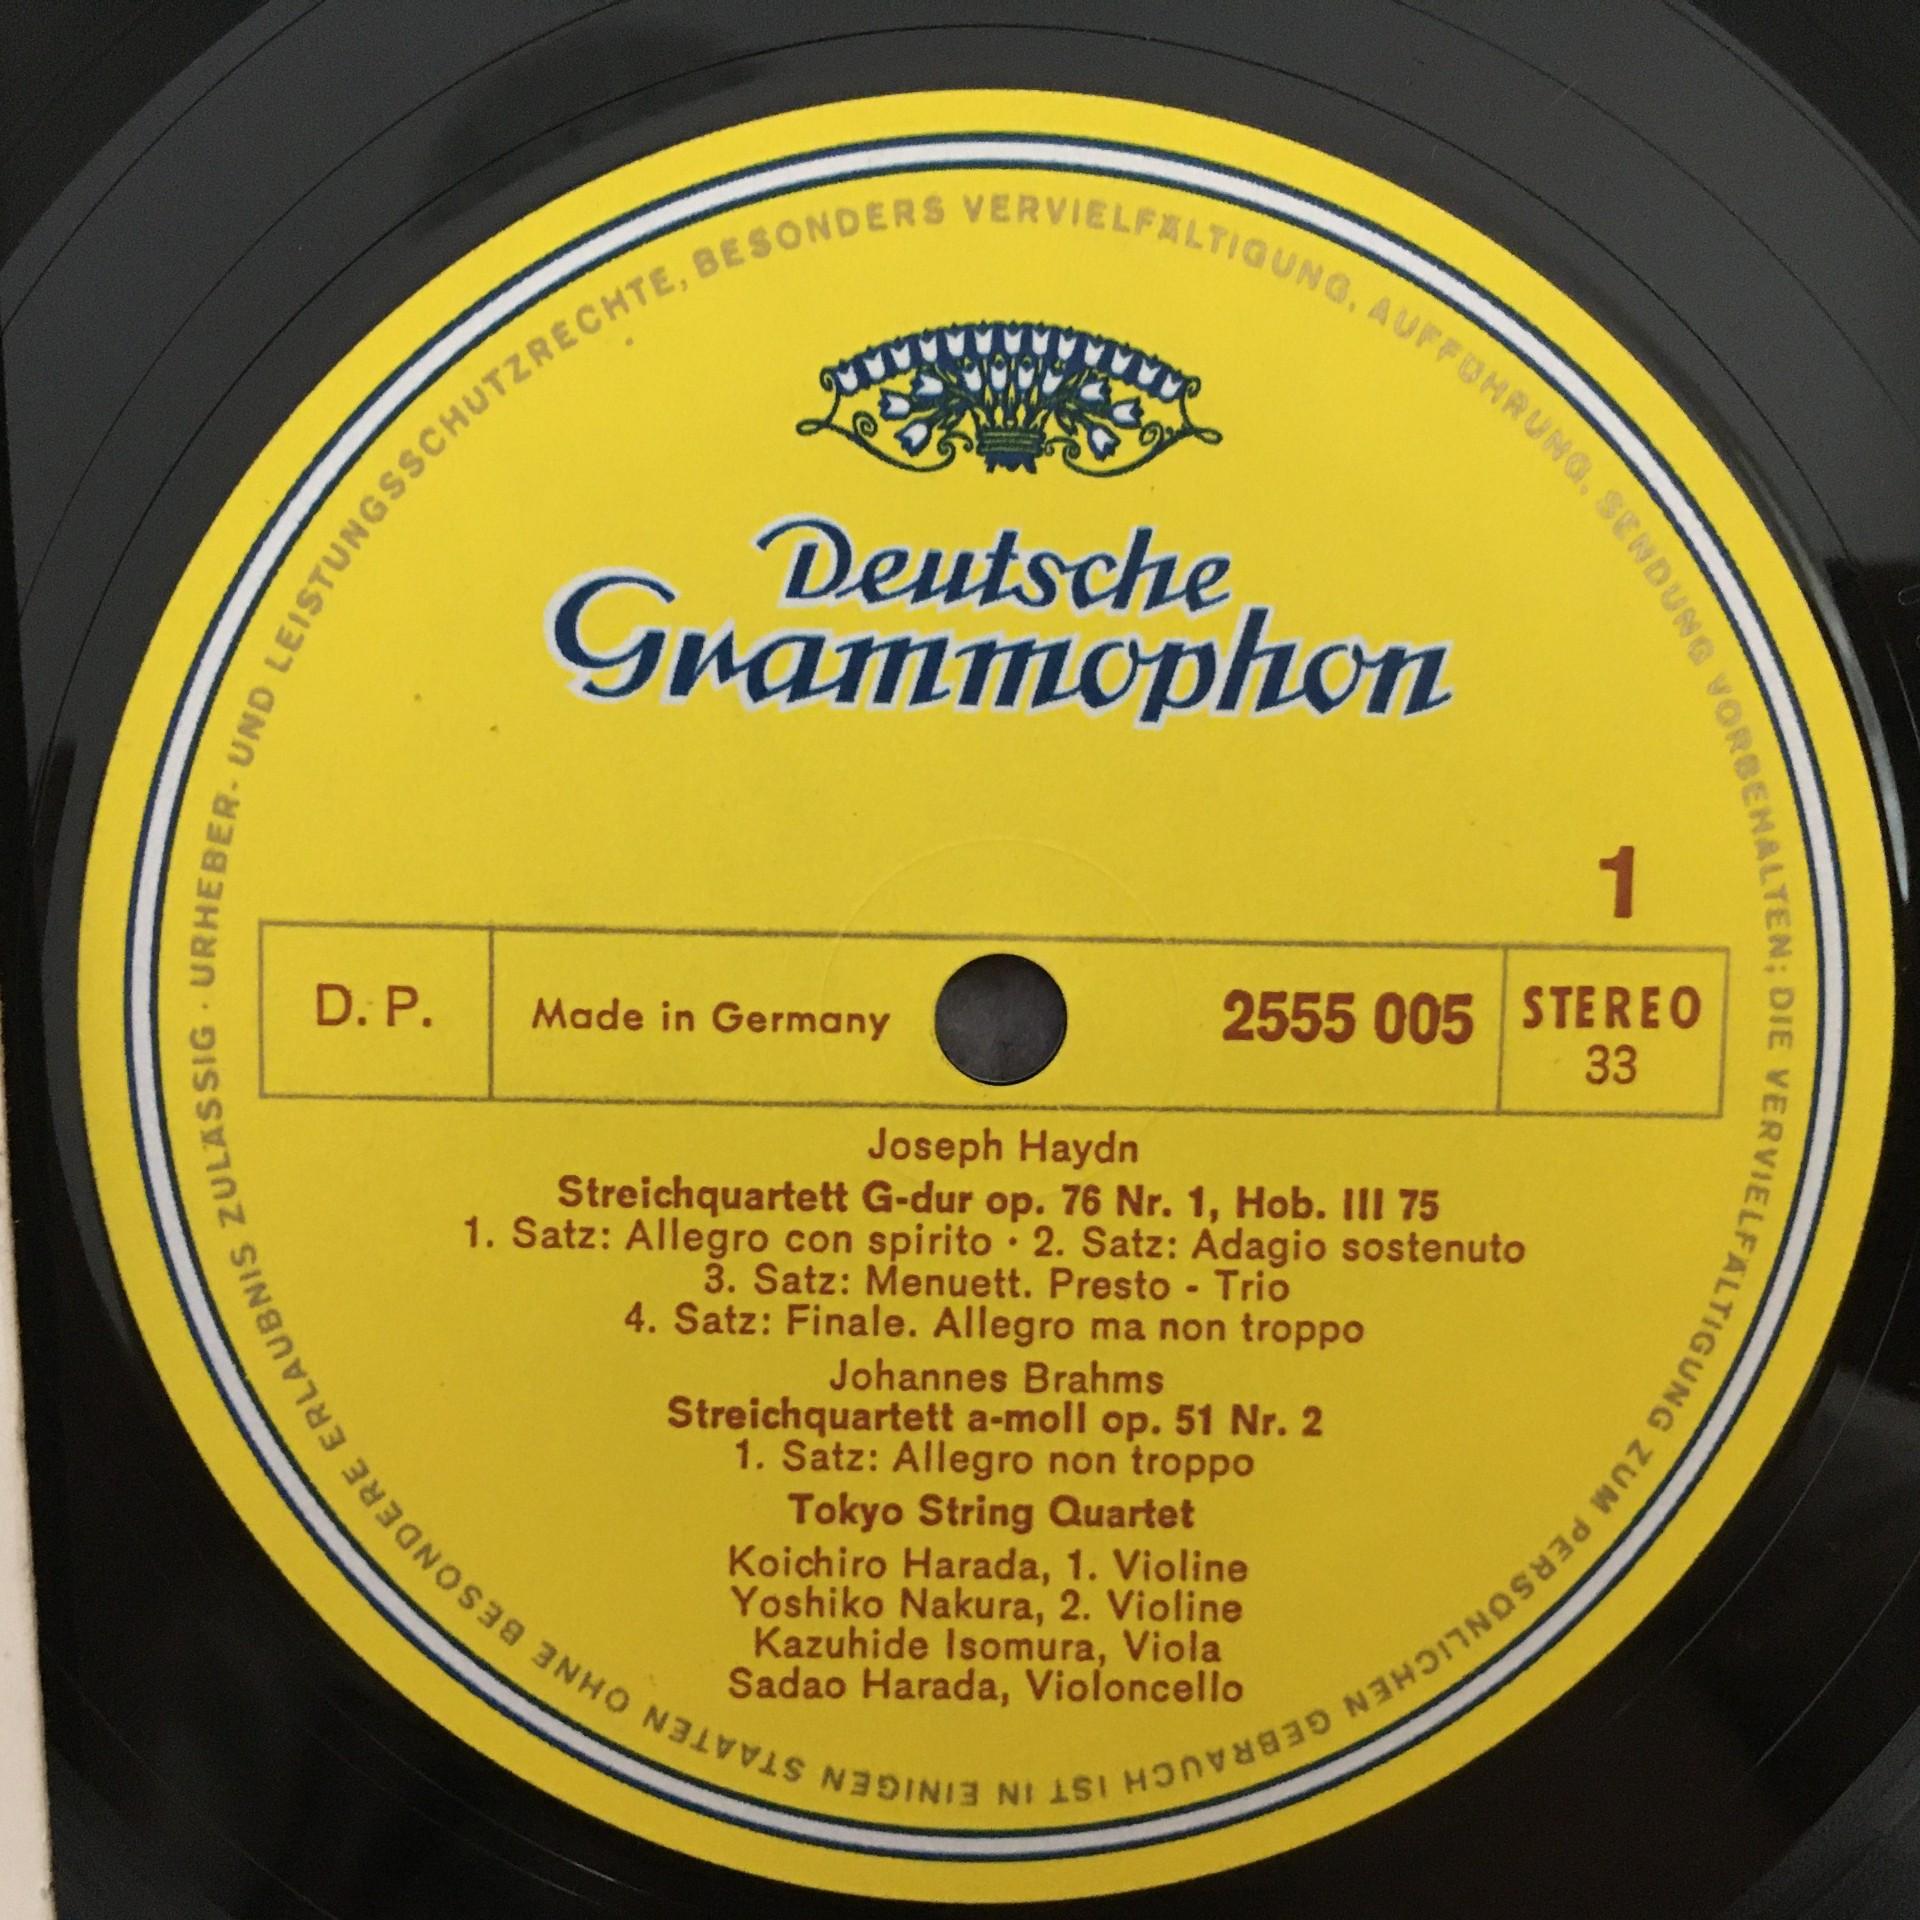 URHEBER- UND LEISTUNGSSCHUTZRECHTE, BESONDERS VERVIELFÄLTIGUNG, AUFFÜHRUNG, SENDUNG VORBEHALTEN; DIE VERVIELFÄLTIGUNG ZUM PERSÖNLICHEN GEBRAUCH IST IN EINIGEN STAATEN OHNE BESONDERE ERLAUBNIS ZULÄSSIG ·
Deutsche
Grammophon
1
D. P.
Made in Germany
2555 005
STEREO
33
Joseph Haydn
Streichquartett G-dur op. 76 Nr. 1, Hob. III 75
1. Satz: Allegro con spirito · 2. Satz: Adagio sostenuto
3. Satz: Menuett. Presto - Trio
4. Satz: Finale. Allegro ma non troppo
Johannes Brahms
Streichquartett a-moll op. 51 Nr. 2
1. Satz: Allegro non troppo
Tokyo String Quartet
Koichiro Harada, 1. Violine
Yoshiko Nakura, 2. Violine
Kazuhide Isomura, Viola
Sadao Harada, Violoncello